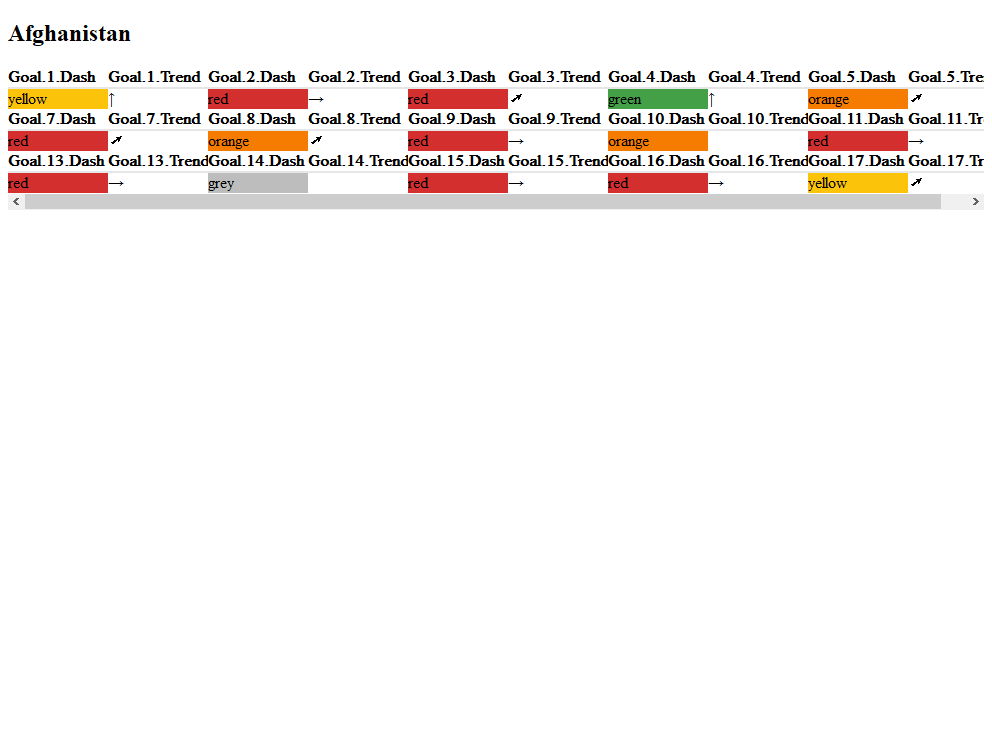 Afghanistan
Goal.1.Dash Goal.1.Trend Goal.2.Dash Goal.2.Trend Goal.3.Dash Goal.3.Trend Goal.4.Dash Goal.4.Trend Goal.5.Dash Goal.5.Tre
yellow ↑ red → red ➚ green ↑ orange ➚
Goal.7.Dash Goal.7.Trend Goal.8.Dash Goal.8.Trend Goal.9.Dash Goal.9.Trend Goal.10.Dash Goal.10.Trend Goal.11.Dash Goal.11.Tr
red ➚ orange ➚ red → orange red →
Goal.13.Dash Goal.13.Trend Goal.14.Dash Goal.14.Trend Goal.15.Dash Goal.15.Trend Goal.16.Dash Goal.16.Trend Goal.17.Dash Goal.17.Tr
red → grey red → red → yellow ➚